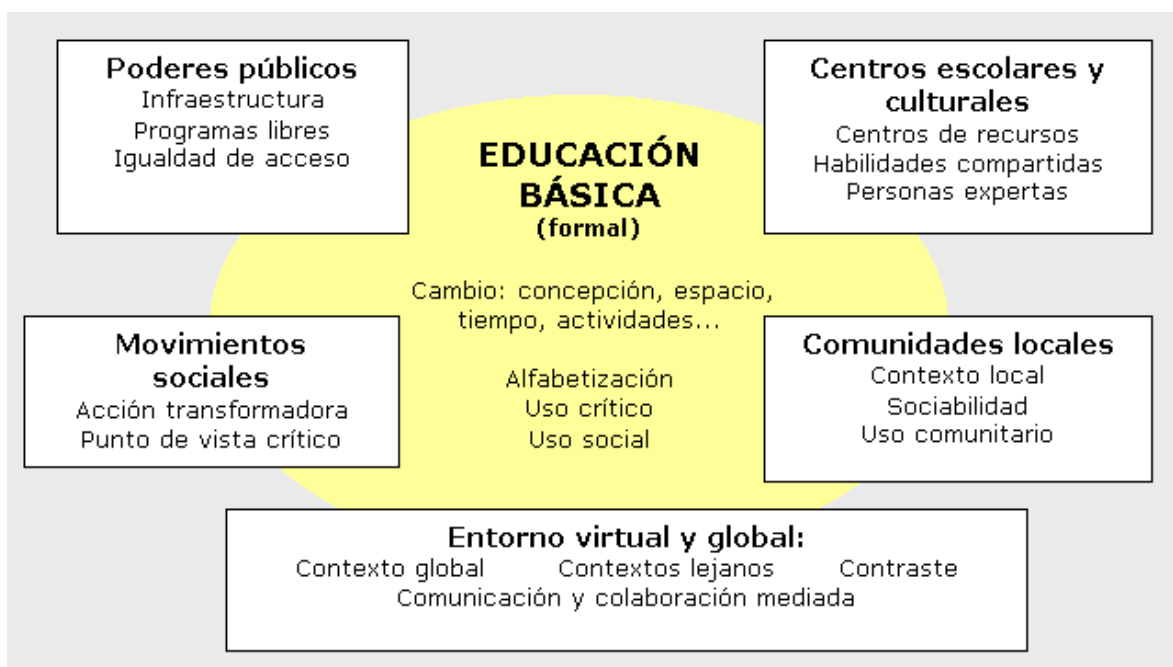 Poderes públicos
Infraestructura
Programas libres
Igualdad de acceso
Centros escolares y
culturales
Centros de recursos
Habilidades compartidas
Personas expertas
EDUCACIÓN
BÁSICA
(formal)
Cambio: concepción, espacio,
tiempo, actividades...
Alfabetización
Uso crítico
Uso social
Movimientos
sociales
Acción transformadora
Punto de vista crítico
Comunidades locales
Contexto local
Sociabilidad
Uso comunitario
Entorno virtual y global:
Contexto global Contextos lejanos Contraste
Comunicación y colaboración mediada